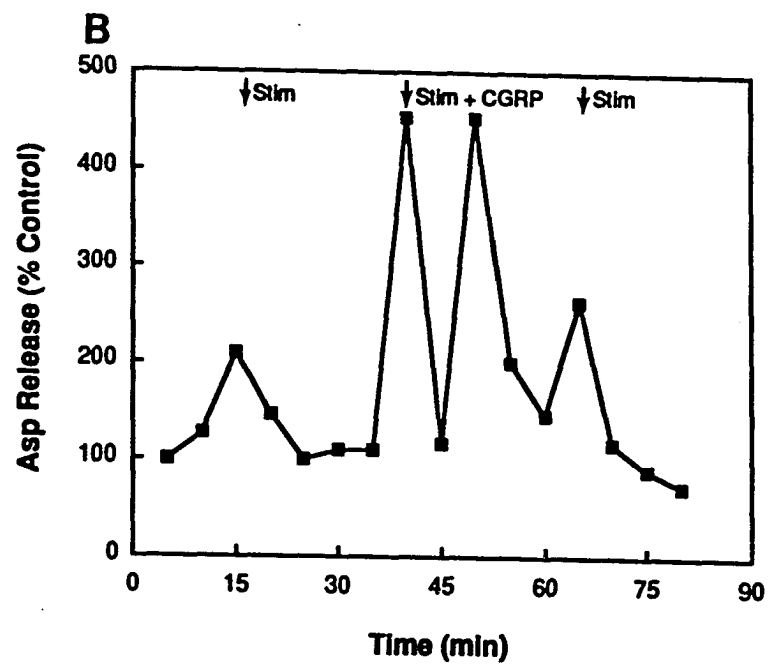 B
500
400
300
200
100
0
Asp Release (% Control)
↓Stim
↓Stim + CGRP
↓Stim
0 15 30 45 60 75 90
Time (min)